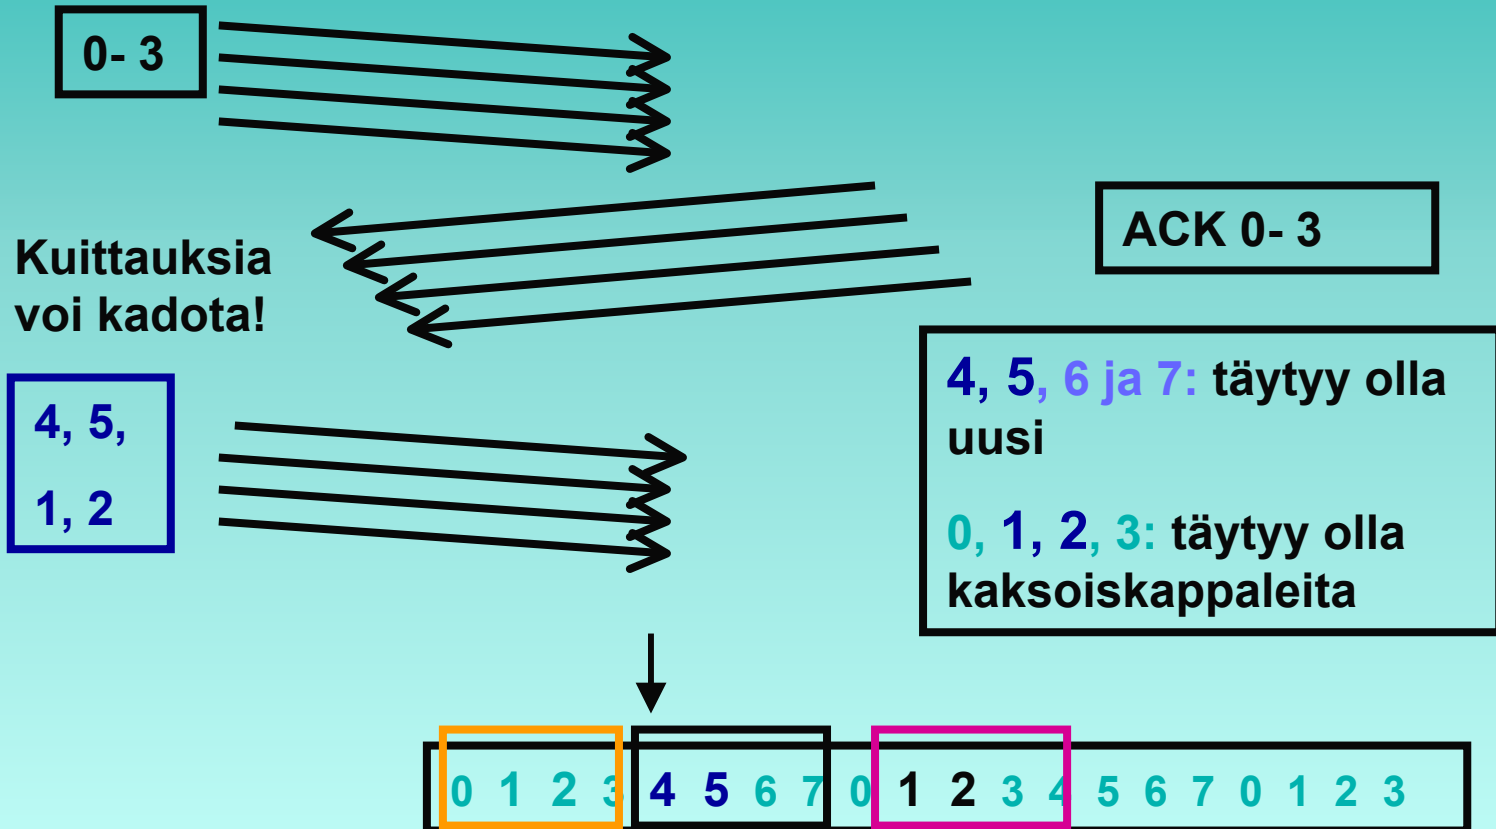 0- 3
ACK 0- 3
Kuittauksia
voi kadota!
4, 5,
1, 2
4, 5, 6 ja 7: täytyy olla
uusi
0, 1, 2, 3: täytyy olla
kaksoiskappaleita
0 1 2 3 4 5 6 7 0 1 2 3 4 5 6 7 0 1 2 3